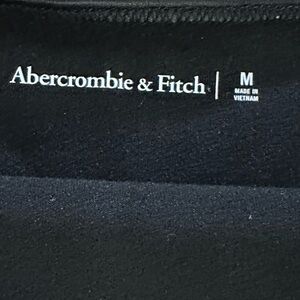 Abercrombie & Fitch | M
MADE IN
VIETNAM